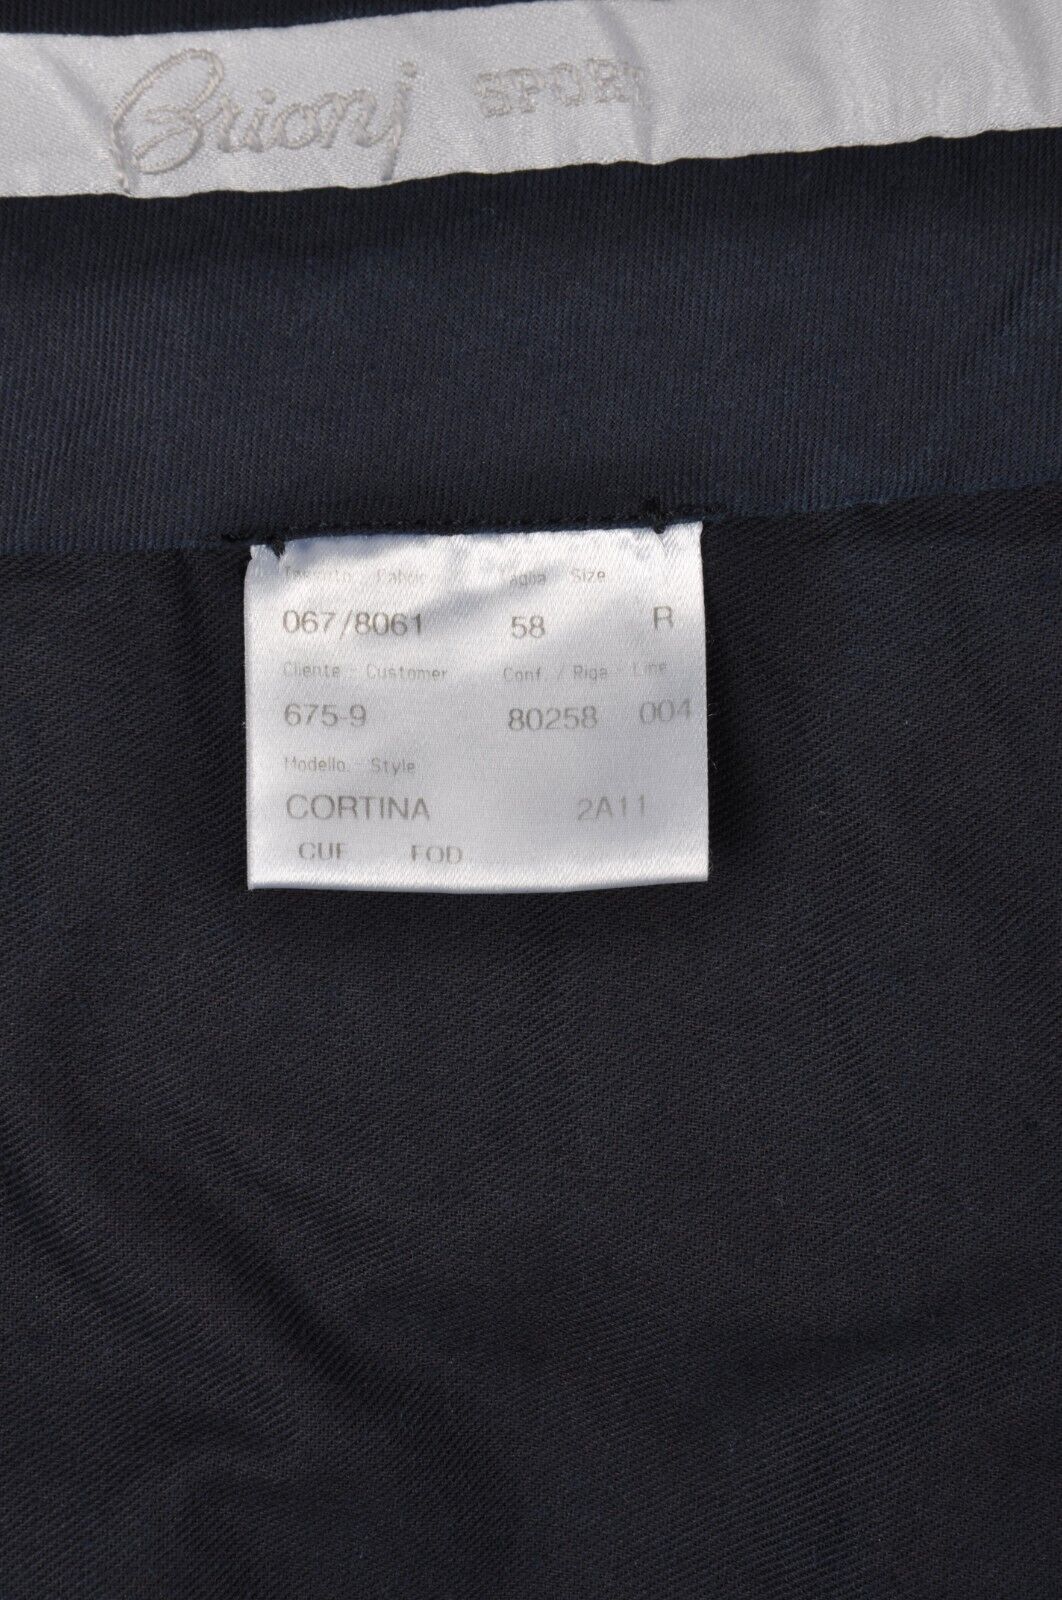 Brioni SPORT
Tessuto - Fabric Taglia - Size
067/8061 58 R
Cliente - Customer Conf./Riga - Line
675-9 80258 004
Modello. Style
CORTINA 2A11
CUF FOD